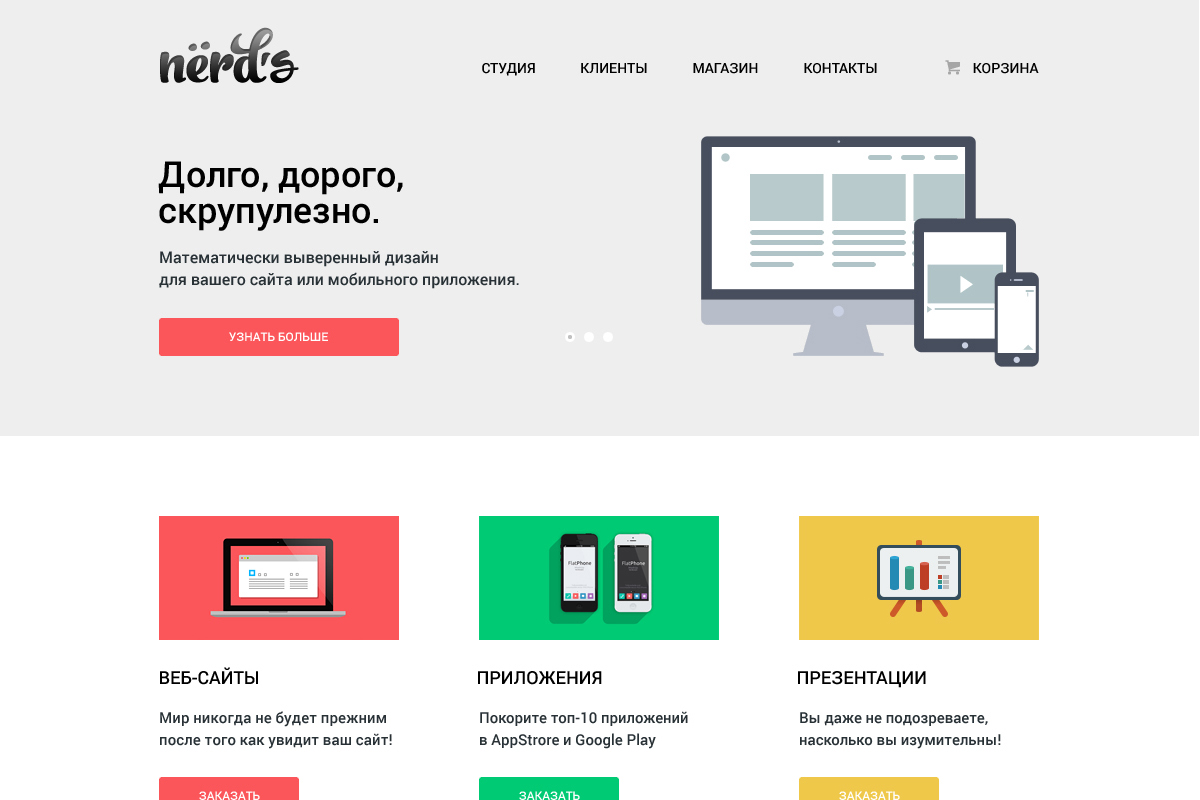 nёrd's
СТУДИЯ КЛИЕНТЫ МАГАЗИН КОНТАКТЫ КОРЗИНА
Долго, дорого,
скрупулезно.
Математически выверенный дизайн
для вашего сайта или мобильного приложения.
УЗНАТЬ БОЛЬШЕ
FlatPhone FlatPhone
ВЕБ-САЙТЫ ПРИЛОЖЕНИЯ ПРЕЗЕНТАЦИИ
Мир никогда не будет прежним Покорите топ-10 приложений Вы даже не подозреваете,
после того как увидит ваш сайт! в AppStrore и Google Play насколько вы изумительны!
ЗАКАЗАТЬ ЗАКАЗАТЬ ЗАКАЗАТЬ